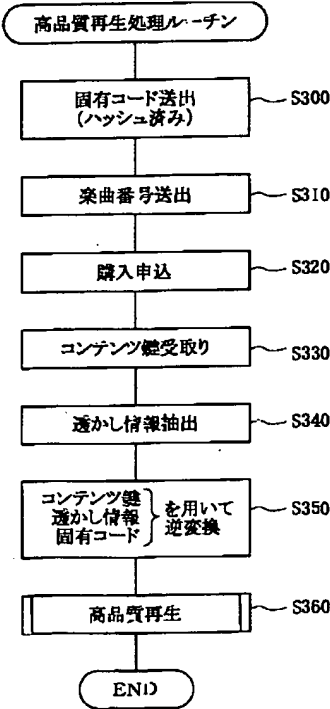 高品質再生処理ルーチン
固有コード送出
(ハッシュ済み)
S300
楽曲番号送出
S310
購入申込
S320
コンテンツ鍵受取り
S330
透かし情報抽出
S340
コンテンツ鍵
透かし情報
固有コード
を用いて
逆変換
S350
高品質再生
S360
END